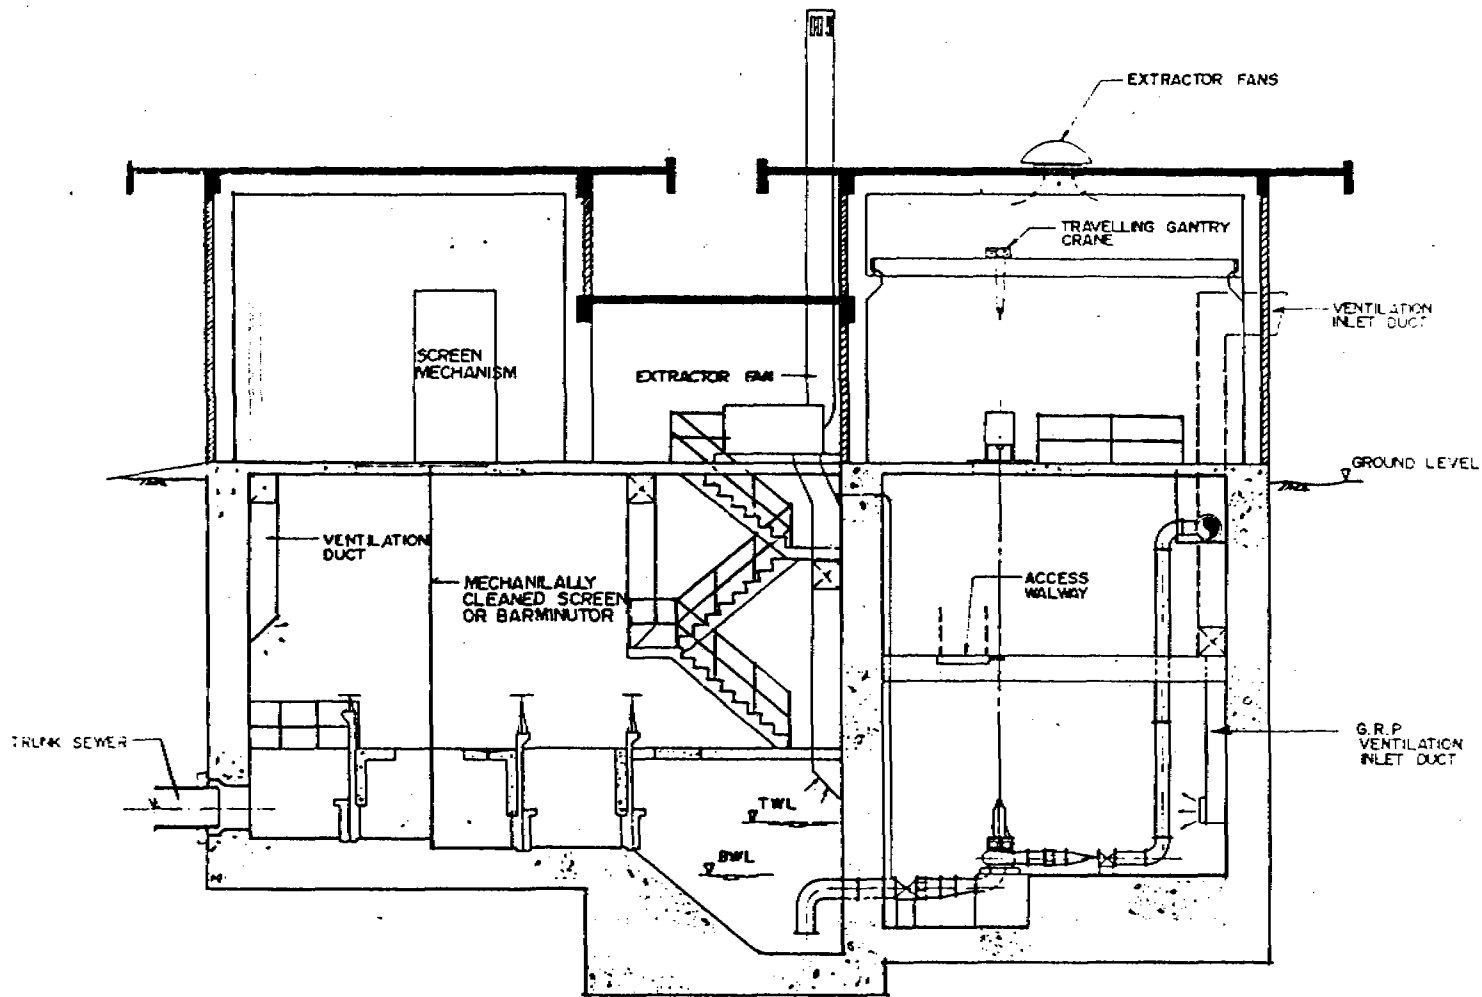 EXTRACTOR FANS
TRAVELLING GANTRY
CRANE
VENTILATION
INLET DUCT
SCREEN
MECHANISM
EXTRACTOR FAN
GROUND LEVEL
VENTILATION
DUCT
MECHANILALLY
CLEANED SCREEN
OR BARMINUTOR
ACCESS
WALWAY
TRUNK SEWER
G.R.P
VENTILATION
INLET DUCT
TWL
BWL